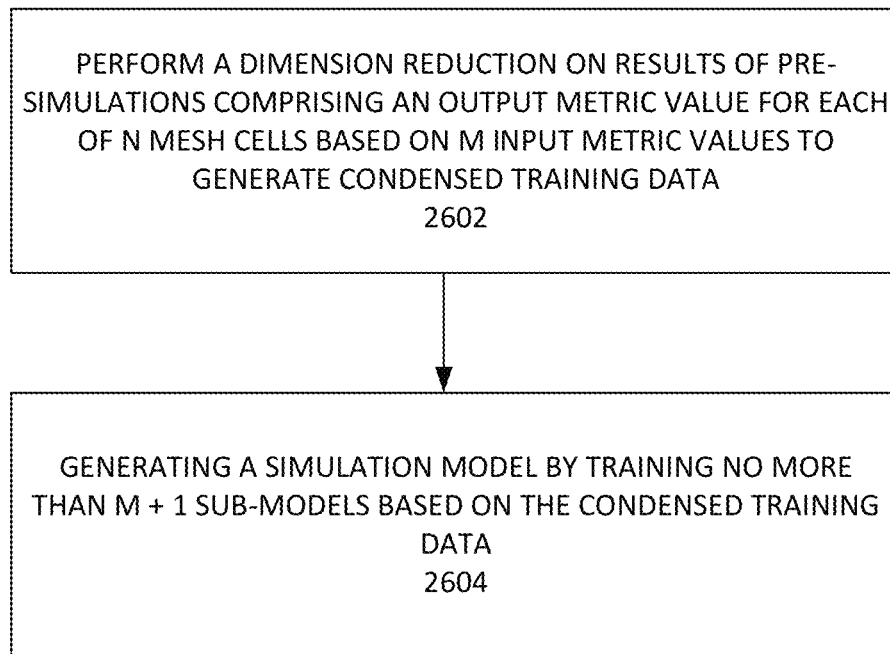 PERFORM A DIMENSION REDUCTION ON RESULTS OF PRE-
SIMULATIONS COMPRISING AN OUTPUT METRIC VALUE FOR EACH
OF N MESH CELLS BASED ON M INPUT METRIC VALUES TO
GENERATE CONDENSED TRAINING DATA
2602
GENERATING A SIMULATION MODEL BY TRAINING NO MORE
THAN M + 1 SUB-MODELS BASED ON THE CONDENSED TRAINING
DATA
2604